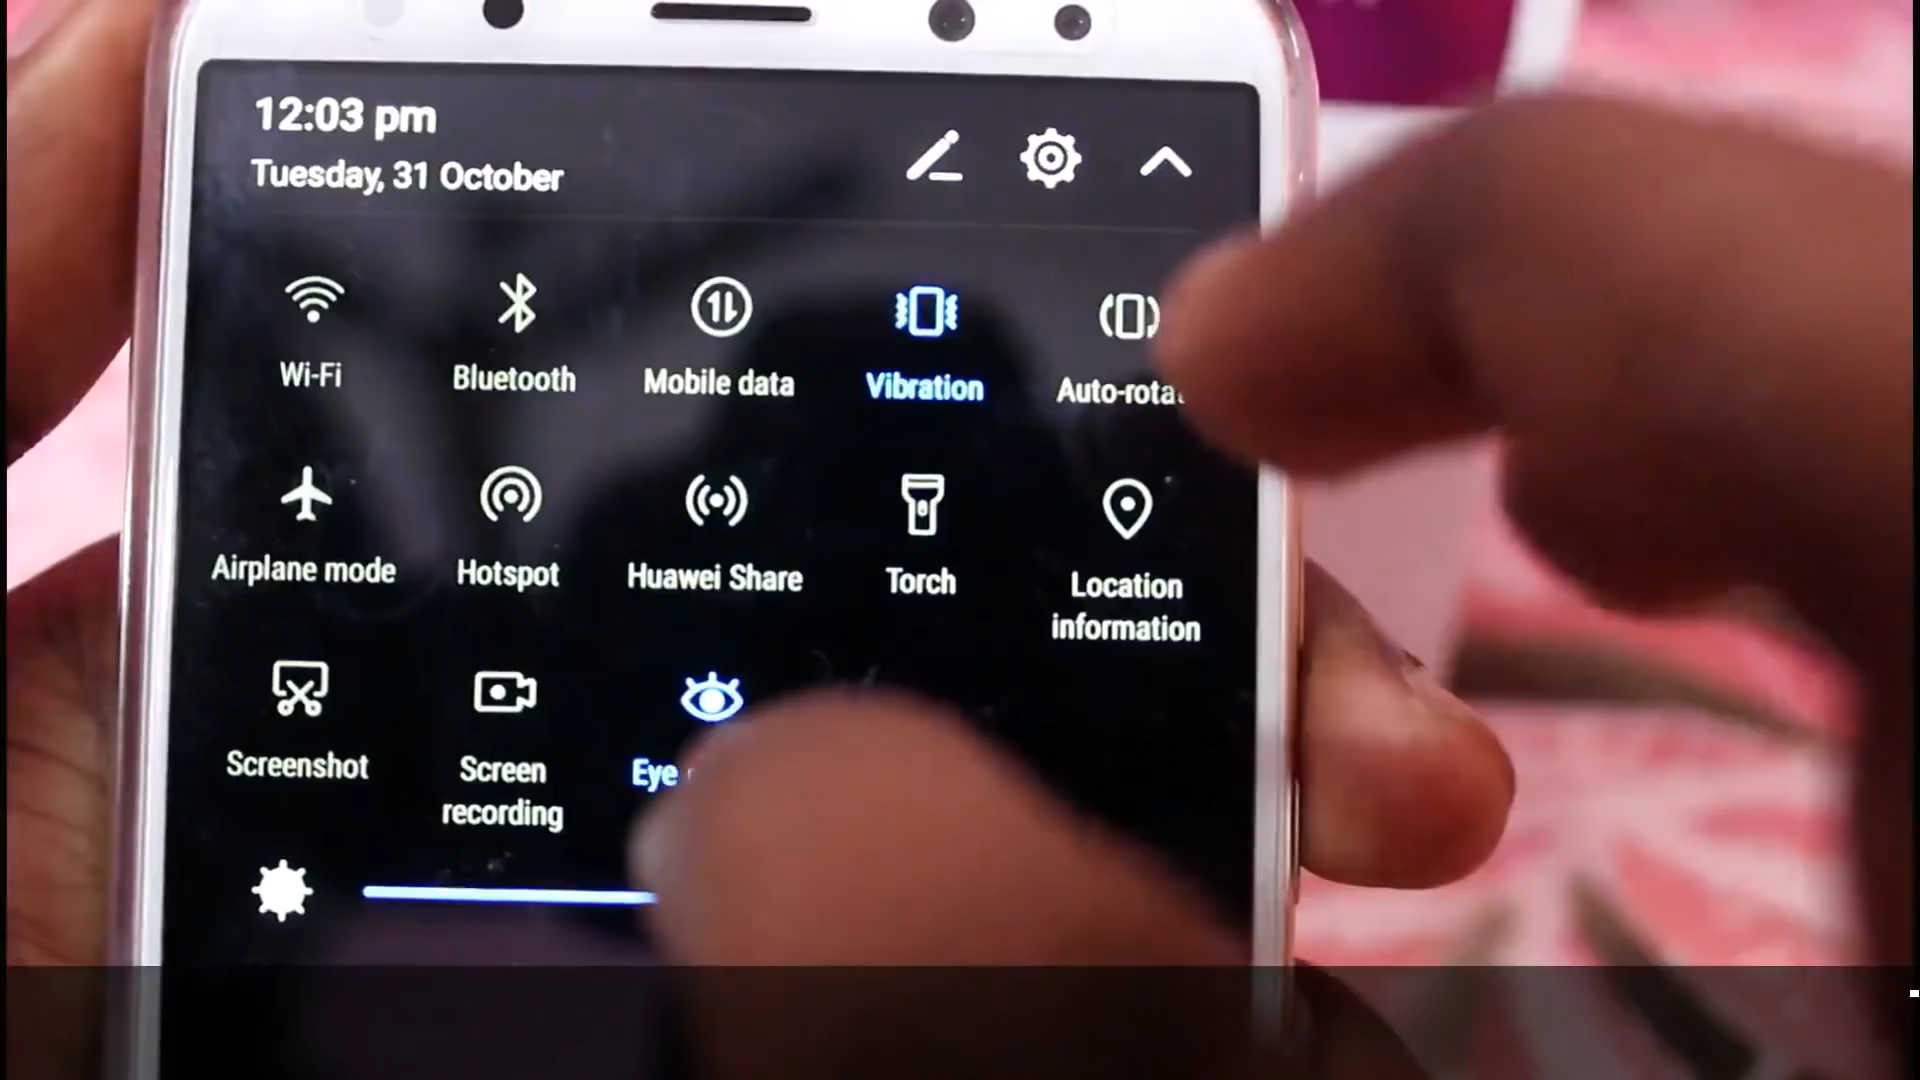 12:03 pm
Tuesday, 31 October
Wi-Fi
Bluetooth
Mobile data
Vibration
Airplane mode
Hotspot
Huawei Share
Torch
Location
information
Screenshot
Screen
recording
Eye